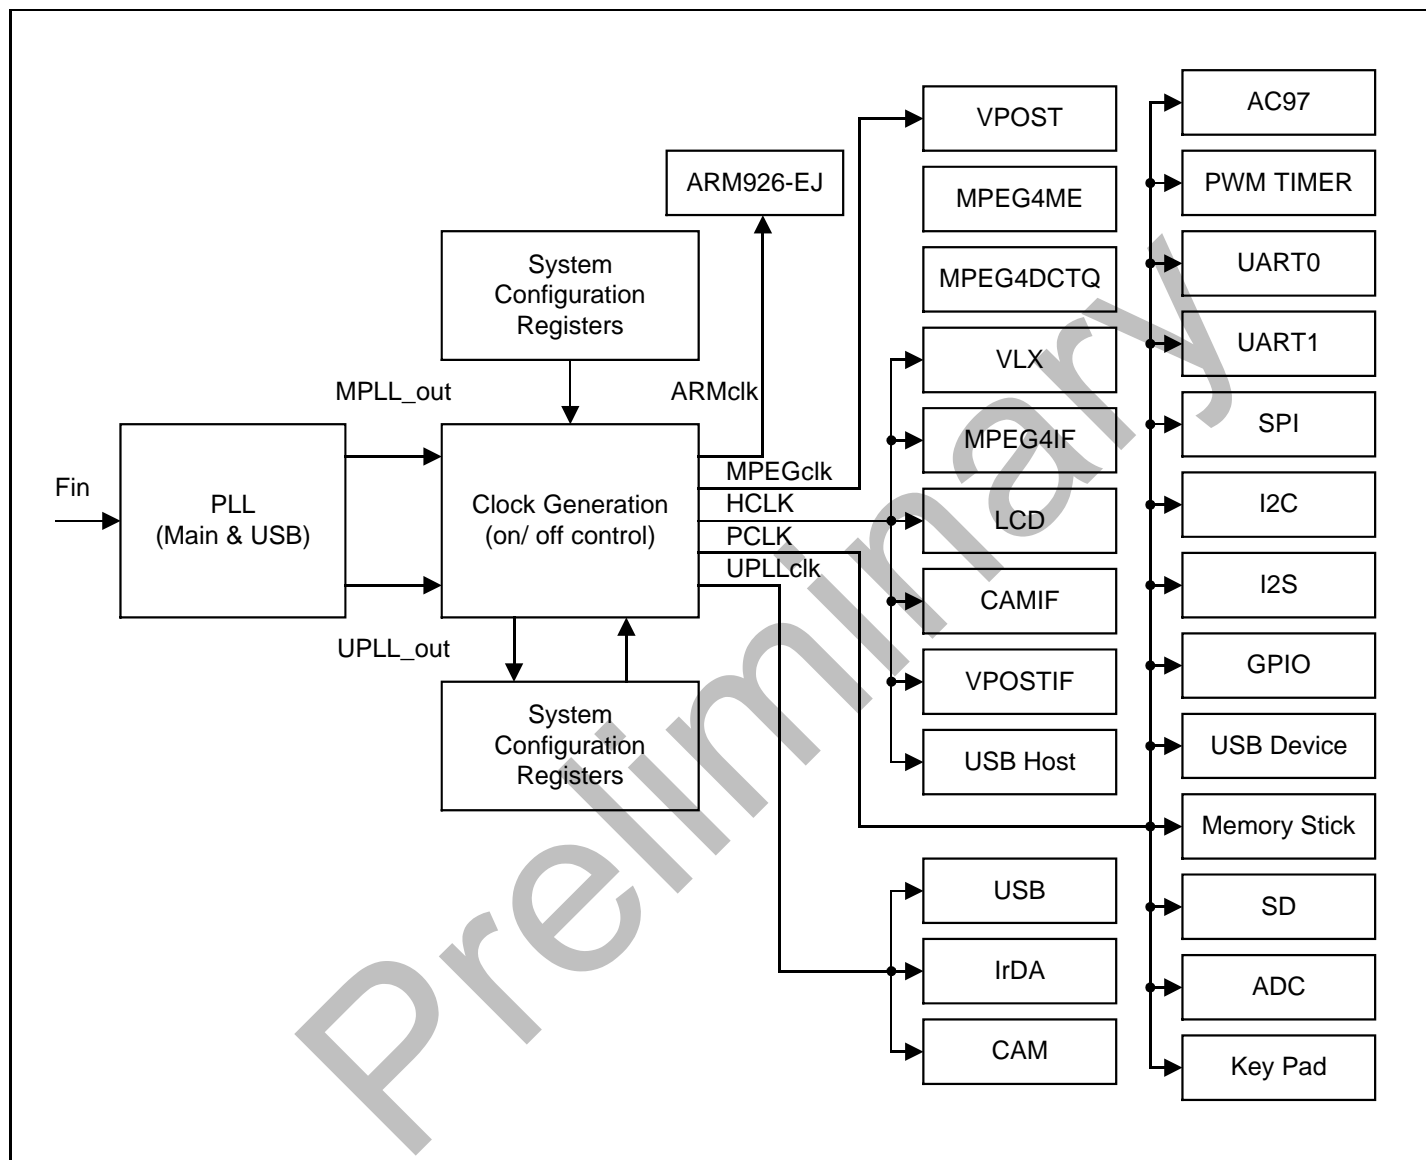 VPOST
AC97
ARM926-EJ
MPEG4ME
PWM TIMER
System
Configuration
Registers
MPEG4DCTQ
UART0
MPLL_out
ARMclk
VLX
UART1
Fin
PLL
(Main & USB)
Clock Generation
(on/ off control)
MPEGclk
HCLK
PCLK
UPLLclk
MPEG4IF
SPI
LCD
I2C
CAMIF
I2S
UPLL_out
VPOSTIF
GPIO
System
Configuration
Registers
USB Host
USB Device
Memory Stick
USB
SD
IrDA
ADC
CAM
Key Pad
Preliminary